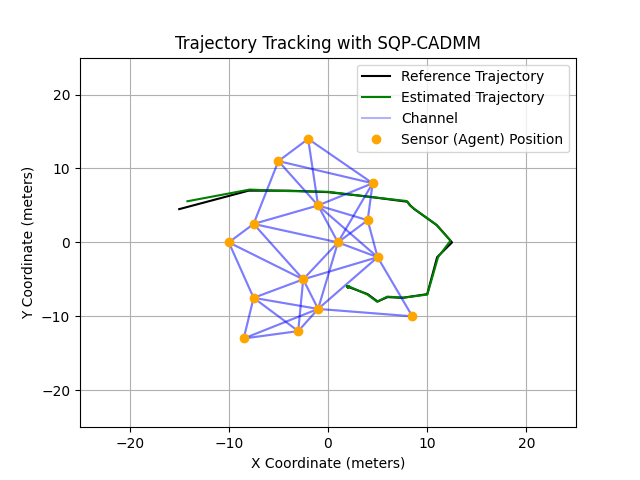 Trajectory Tracking with SQP-CADMM
Reference Trajectory
Estimated Trajectory
Channel
Sensor (Agent) Position
Y Coordinate (meters)
20
10
0
−10
−20
−20
−10
0
10
20
X Coordinate (meters)